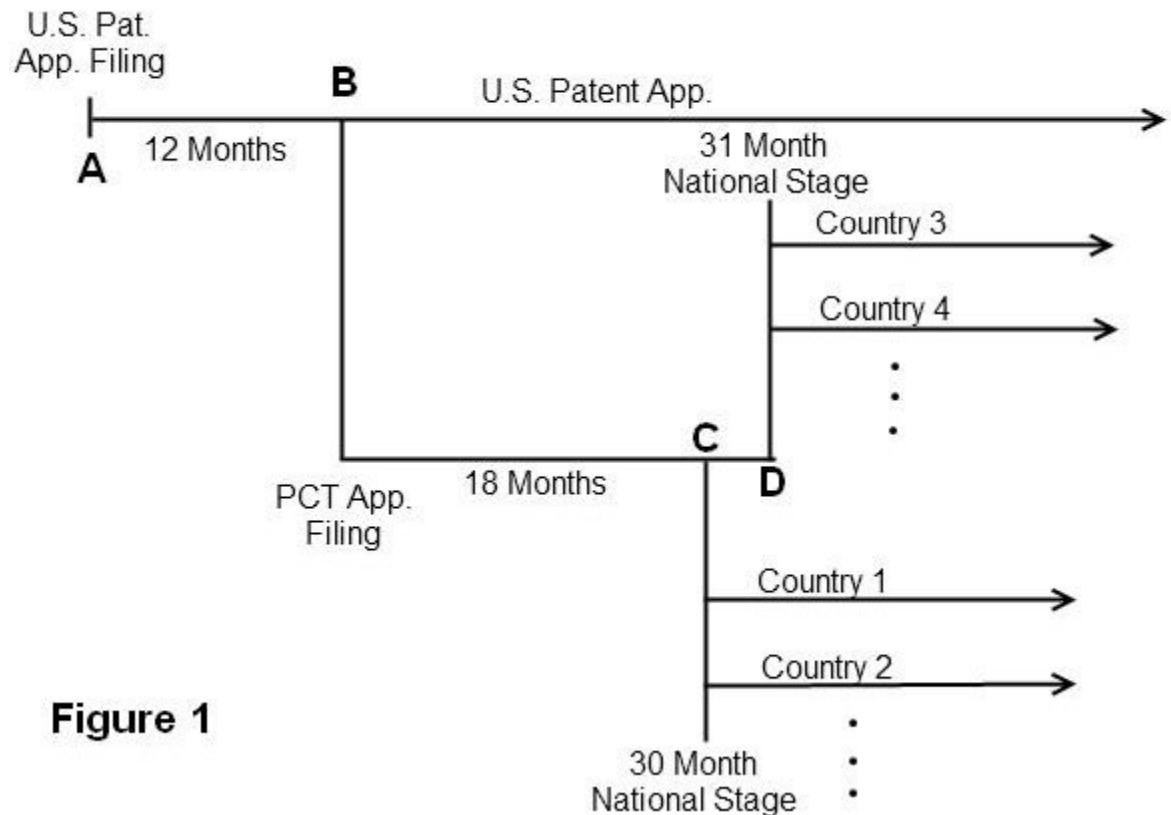 U.S. Pat.
App. Filing
B
U.S. Patent App.
A
12 Months
31 Month
National Stage
Country 3
Country 4
C
18 Months
D
PCT App.
Filing
Country 1
Country 2
Figure 1
30 Month
National Stage